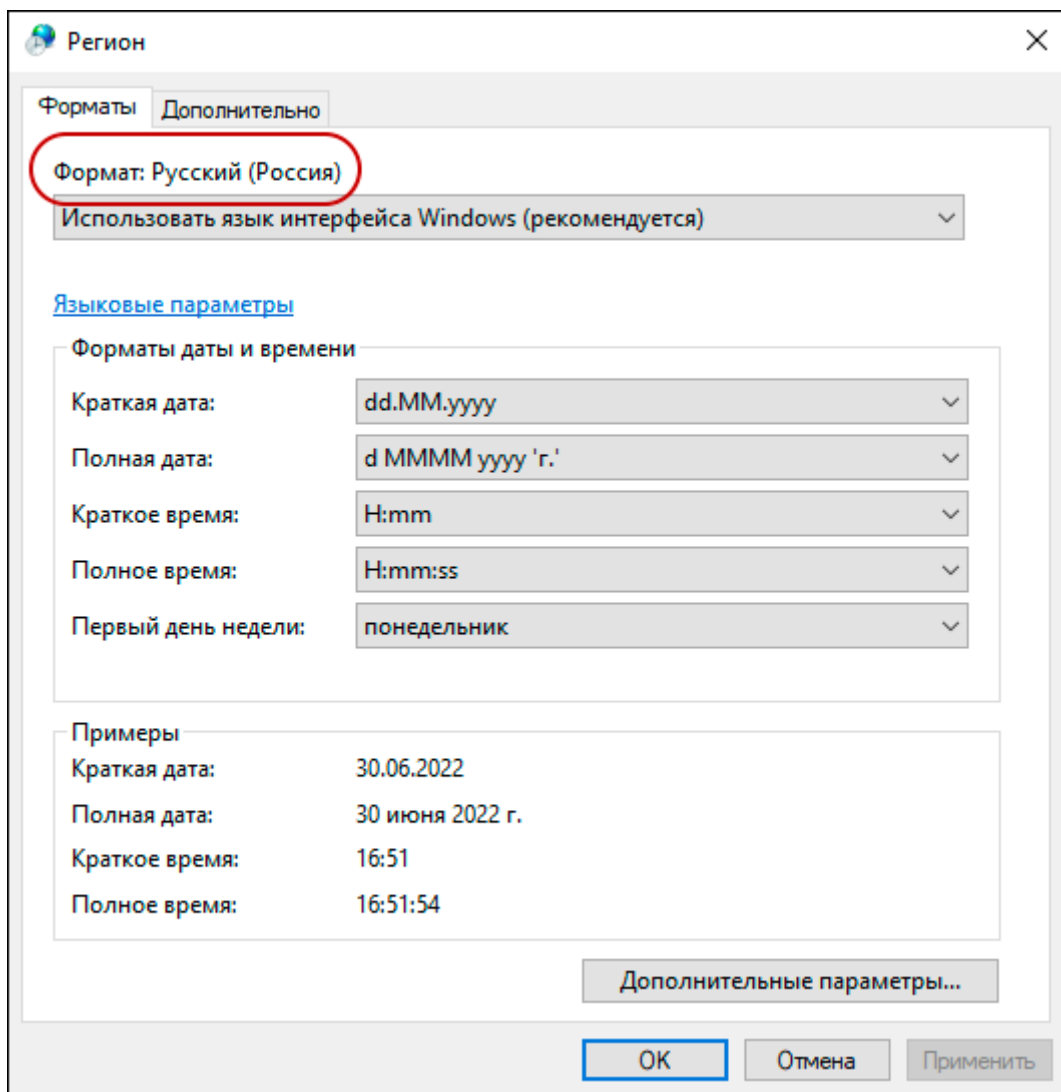 Регион
Форматы Дополнительно
Формат: Русский (Россия)
Использовать язык интерфейса Windows (рекомендуется)
Языковые параметры
Форматы даты и времени
Краткая дата: dd.MM.yyyy
Полная дата: d MMMM yyyy 'г.'
Краткое время: H:mm
Полное время: H:mm:ss
Первый день недели: понедельник
Примеры
Краткая дата: 30.06.2022
Полная дата: 30 июня 2022 г.
Краткое время: 16:51
Полное время: 16:51:54
Дополнительные параметры...
OK Отмена Применить